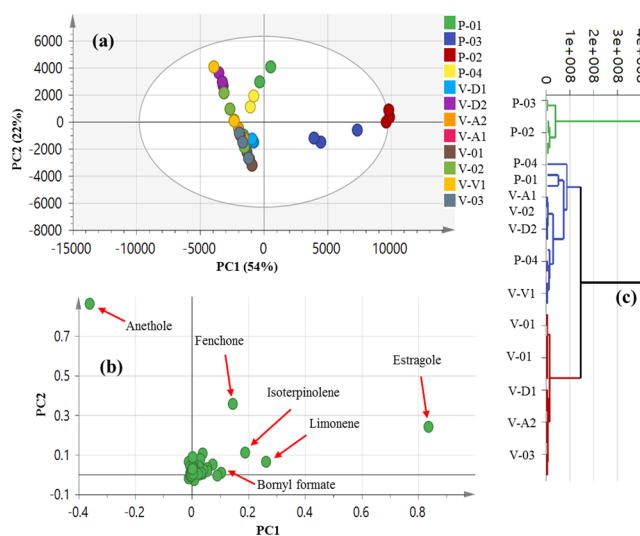 (a)
6000
4000
2000
0
-2000
-4000
-6000
-8000
PC2 (22%)
-15000 -10000 -5000 0 5000 10000
PC1 (54%)
P-01
P-03
P-02
P-04
V-D1
V-D2
V-A2
V-A1
V-01
V-02
V-V1
V-03
(b)
0.7
0.5
0.3
0.1
-0.1
PC2
Anethole
Fenchone
Estragole
Isoterpinolene
Limonene
Bornyl formate
-0.4 -0.2 0 0.2 0.4 0.6 0.8
PC1
0
1e+008
2e+008
3e+008
P-03
P-02
P-04
P-01
V-A1
V-02
V-D2
P-04
V-V1
(c)
V-01
V-01
V-D1
V-A2
V-03